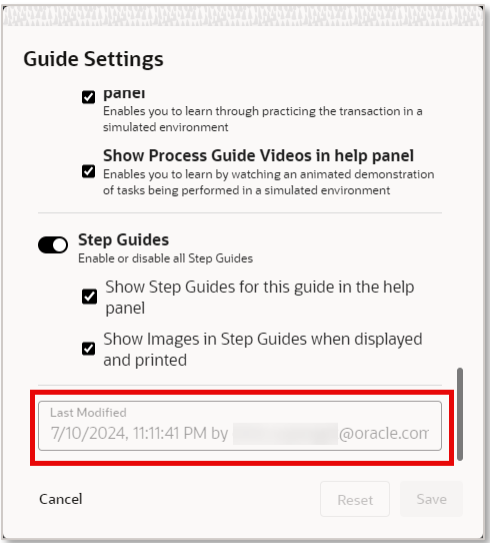 Guide Settings
panel
Enables you to learn through practicing the transaction in a
simulated environment
Show Process Guide Videos in help panel
Enables you to learn by watching an animated demonstration
of tasks being performed in a simulated environment
Step Guides
Enable or disable all Step Guides
Show Step Guides for this guide in the help
panel
Show Images in Step Guides when displayed
and printed
Last Modified
7/10/2024, 11:11:41 PM by @oracle.com
Cancel
Reset
Save